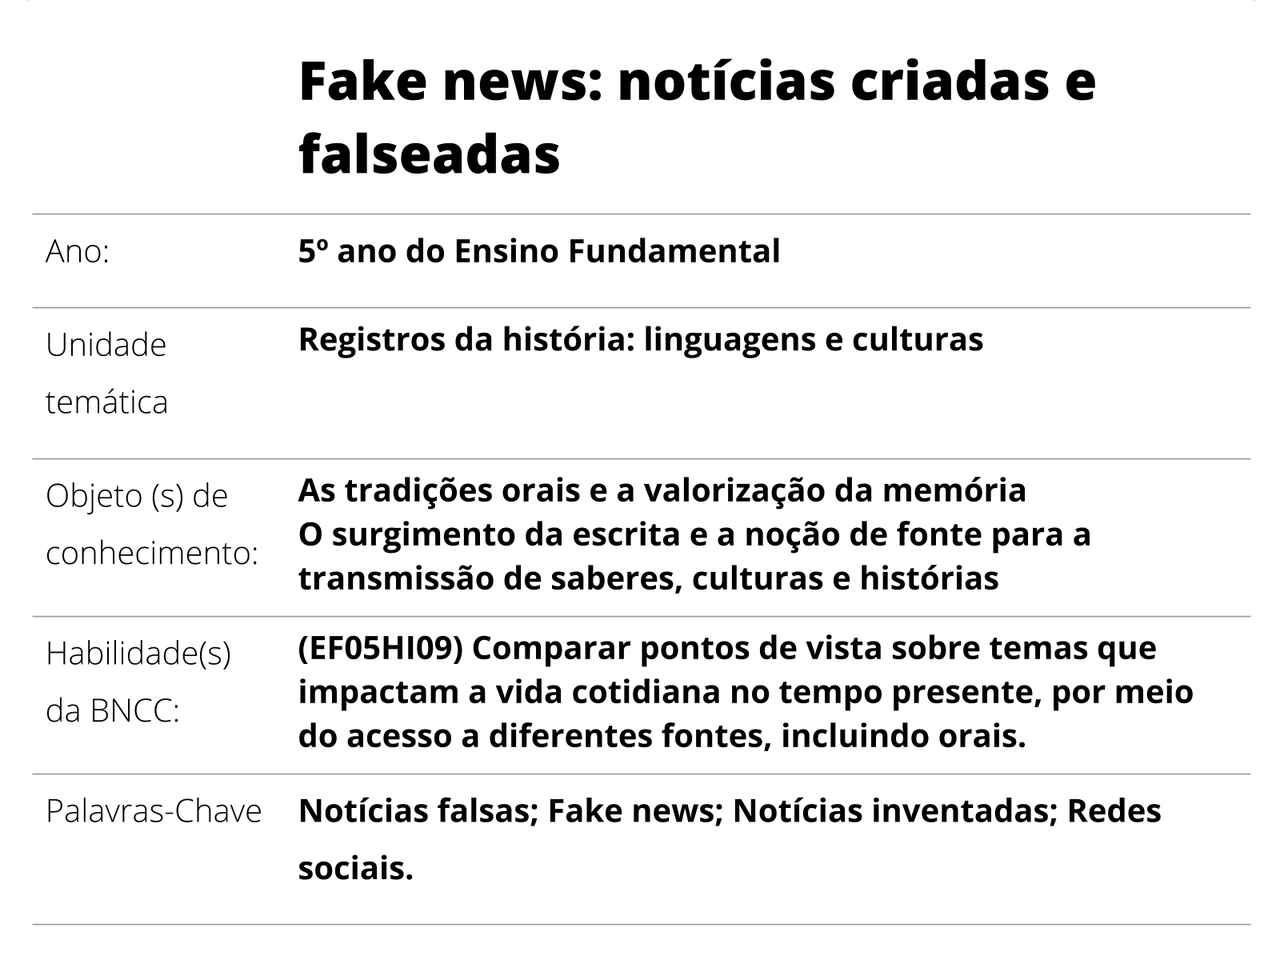 Fake news: notícias criadas e
falseadas
Ano:
5º ano do Ensino Fundamental
Unidade
temática
Registros da história: linguagens e culturas
Objeto (s) de
conhecimento:
As tradições orais e a valorização da memória
O surgimento da escrita e a noção de fonte para a
transmissão de saberes, culturas e histórias
Habilidade(s)
da BNCC:
(EF05HI09) Comparar pontos de vista sobre temas que
impactam a vida cotidiana no tempo presente, por meio
do acesso a diferentes fontes, incluindo orais.
Palavras-Chave
Notícias falsas; Fake news; Notícias inventadas; Redes
sociais.